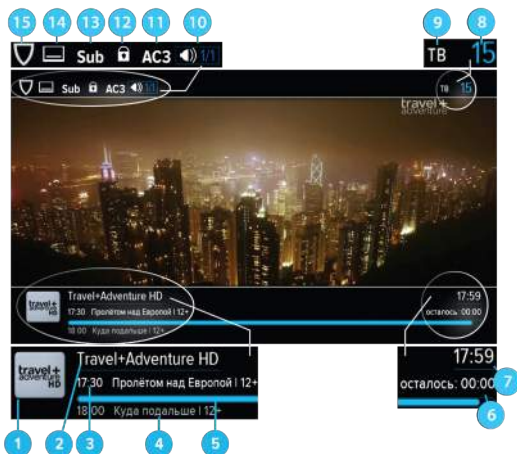 15 14 13 12 11 10 9 8
Sub AC3 1/1 ТВ 15
Sub AC3 1/1 ТВ 15
travel+
adventure
travel+
adventure
HD
Travel+Adventure HD 17:59
17:30 Пролётом над Европой | 12+ осталось: 00:00
18:00 Куда подальше | 12+
travel+
adventure
HD
Travel+Adventure HD 17:59
17:30 Пролётом над Европой | 12+ осталось: 00:00
18:00 Куда подальше | 12+
7
1 2 3 4 5 6